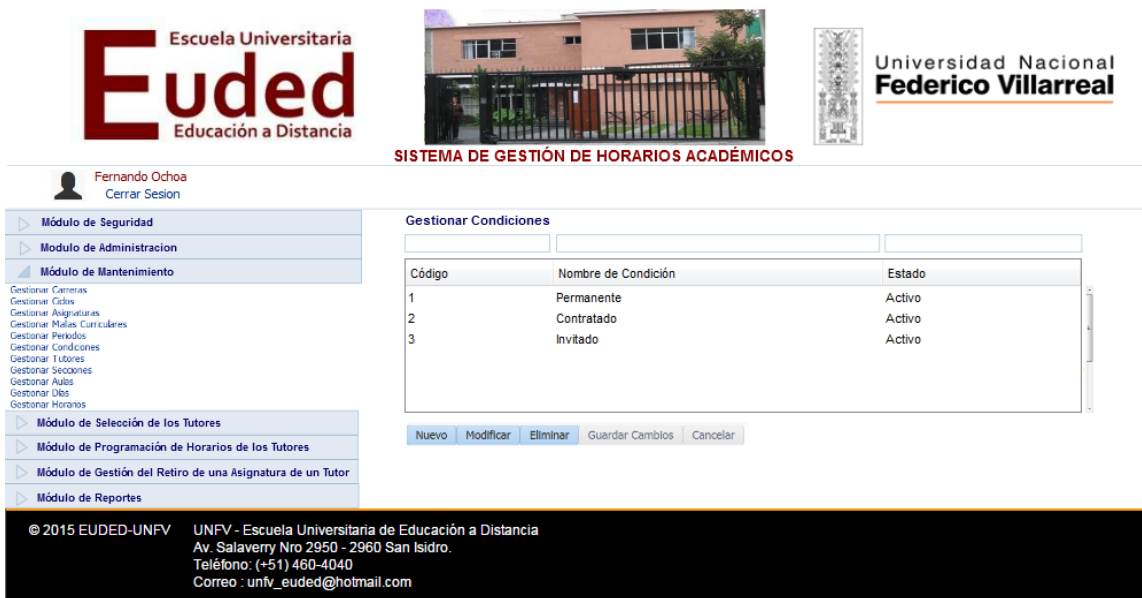 Escuela Universitaria
Euded
Educación a Distancia
Universidad Nacional
Federico Villarreal
SISTEMA DE GESTIÓN DE HORARIOS ACADÉMICOS
Fernando Ochoa
Cerrar Sesion
Módulo de Seguridad
Modulo de Administracion
Módulo de Mantenimiento
Gestionar Carreras
Gestionar Ciclos
Gestionar Asignaturas
Gestionar Mallas Curriculares
Gestionar Periodos
Gestionar Condiciones
Gestionar Tutores
Gestionar Secciones
Gestionar Aulas
Gestionar Días
Gestionar Horarios
Módulo de Selección de los Tutores
Módulo de Programación de Horarios de los Tutores
Módulo de Gestión del Retiro de una Asignatura de un Tutor
Módulo de Reportes
Gestionar Condiciones
Código Nombre de Condición Estado
1 Permanente Activo
2 Contratado Activo
3 Invitado Activo
Nuevo Modificar Eliminar Guardar Cambios Cancelar
© 2015 EUDED-UNFV UNFV - Escuela Universitaria de Educación a Distancia
Av. Salaverry Nro 2950 - 2960 San Isidro.
Teléfono: (+51) 460-4040
Correo : unfv_euded@hotmail.com